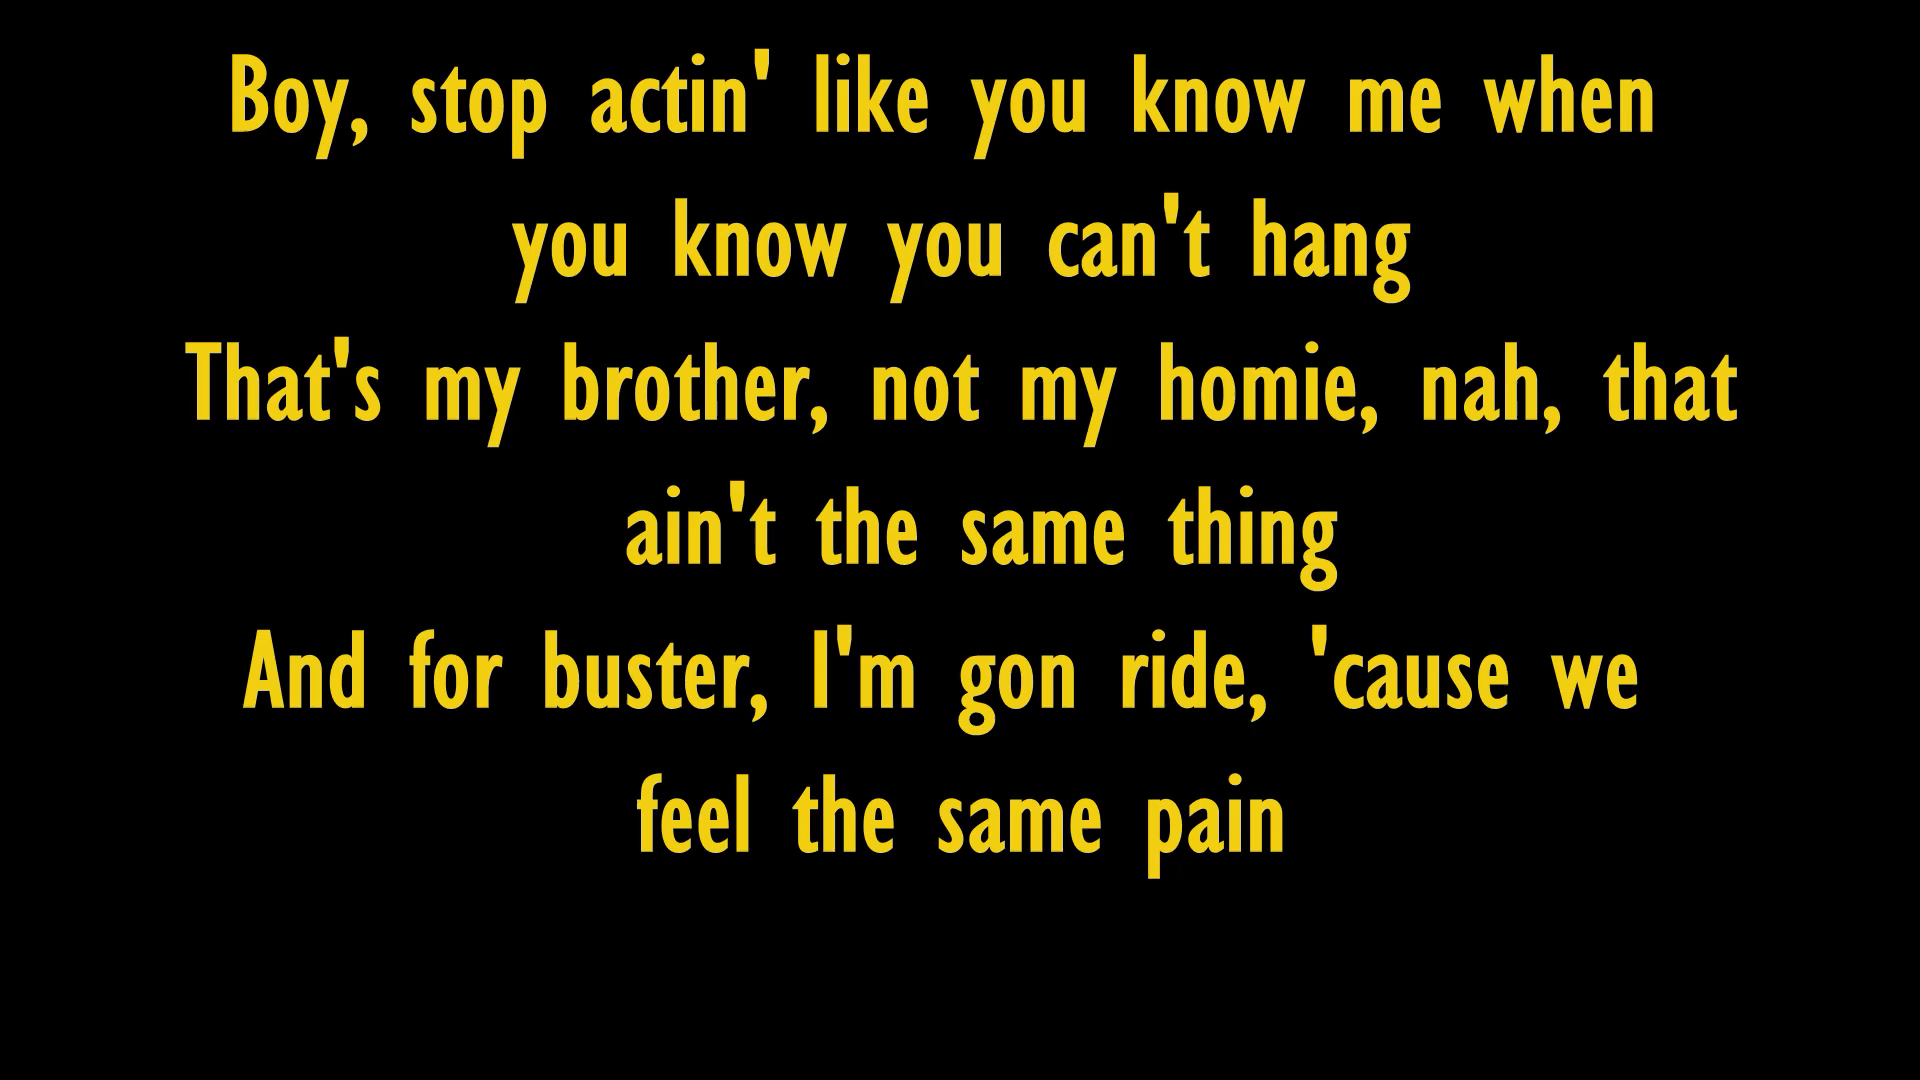 Boy, stop actin' like you know me when
you know you can't hang
That's my brother, not my homie, nah, that
ain't the same thing
And for buster, I'm gon ride, 'cause we
feel the same pain